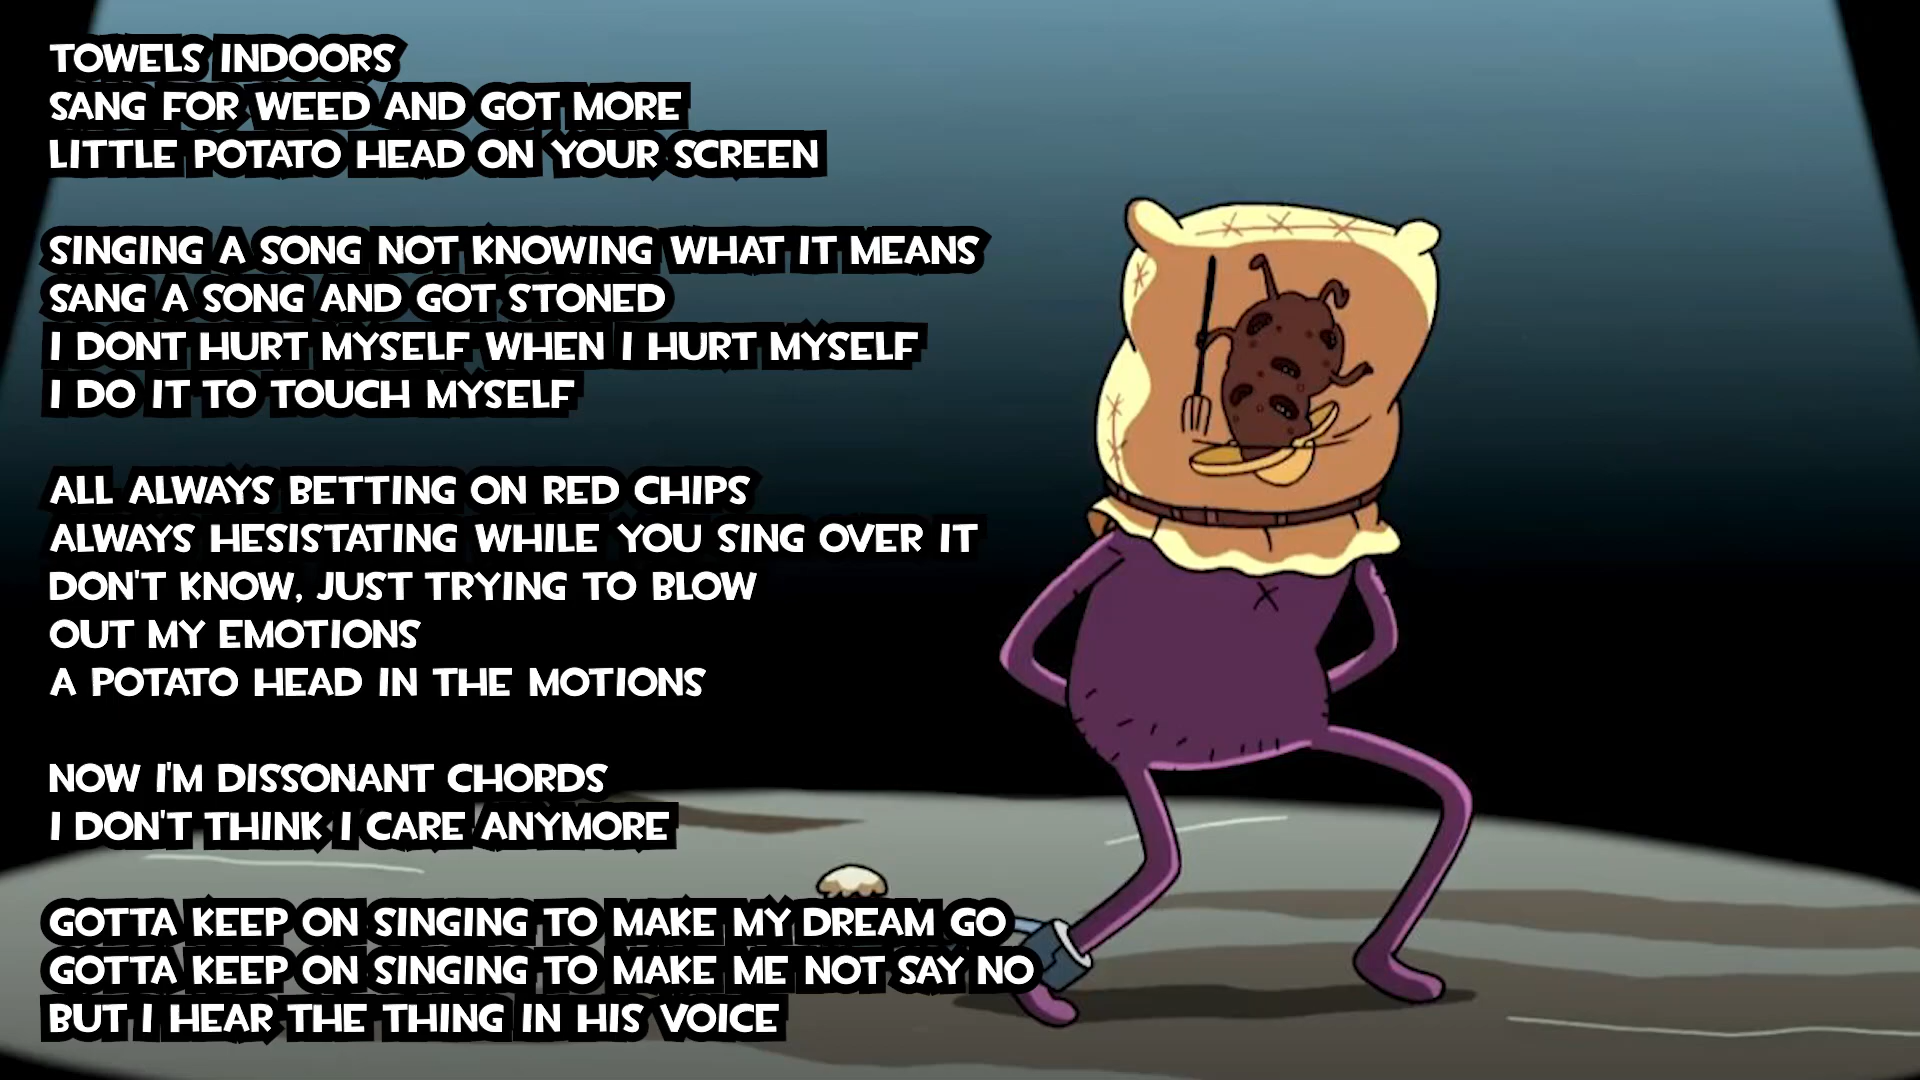 TOWELS INDOORS
SANG FOR WEED AND GOT MORE
LITTLE POTATO HEAD ON YOUR SCREEN
SINGING A SONG NOT KNOWING WHAT IT MEANS
SANG A SONG AND GOT STONED
I DONT HURT MYSELF WHEN I HURT MYSELF
I DO IT TO TOUCH MYSELF
ALL ALWAYS BETTING ON RED CHIPS
ALWAYS HESISTATING WHILE YOU SING OVER IT
DON'T KNOW, JUST TRYING TO BLOW
OUT MY EMOTIONS
A POTATO HEAD IN THE MOTIONS
NOW I'M DISSONANT CHORDS
I DON'T THINK I CARE ANYMORE
GOTTA KEEP ON SINGING TO MAKE MY DREAM GO
GOTTA KEEP ON SINGING TO MAKE ME NOT SAY NO
BUT I HEAR THE THING IN HIS VOICE